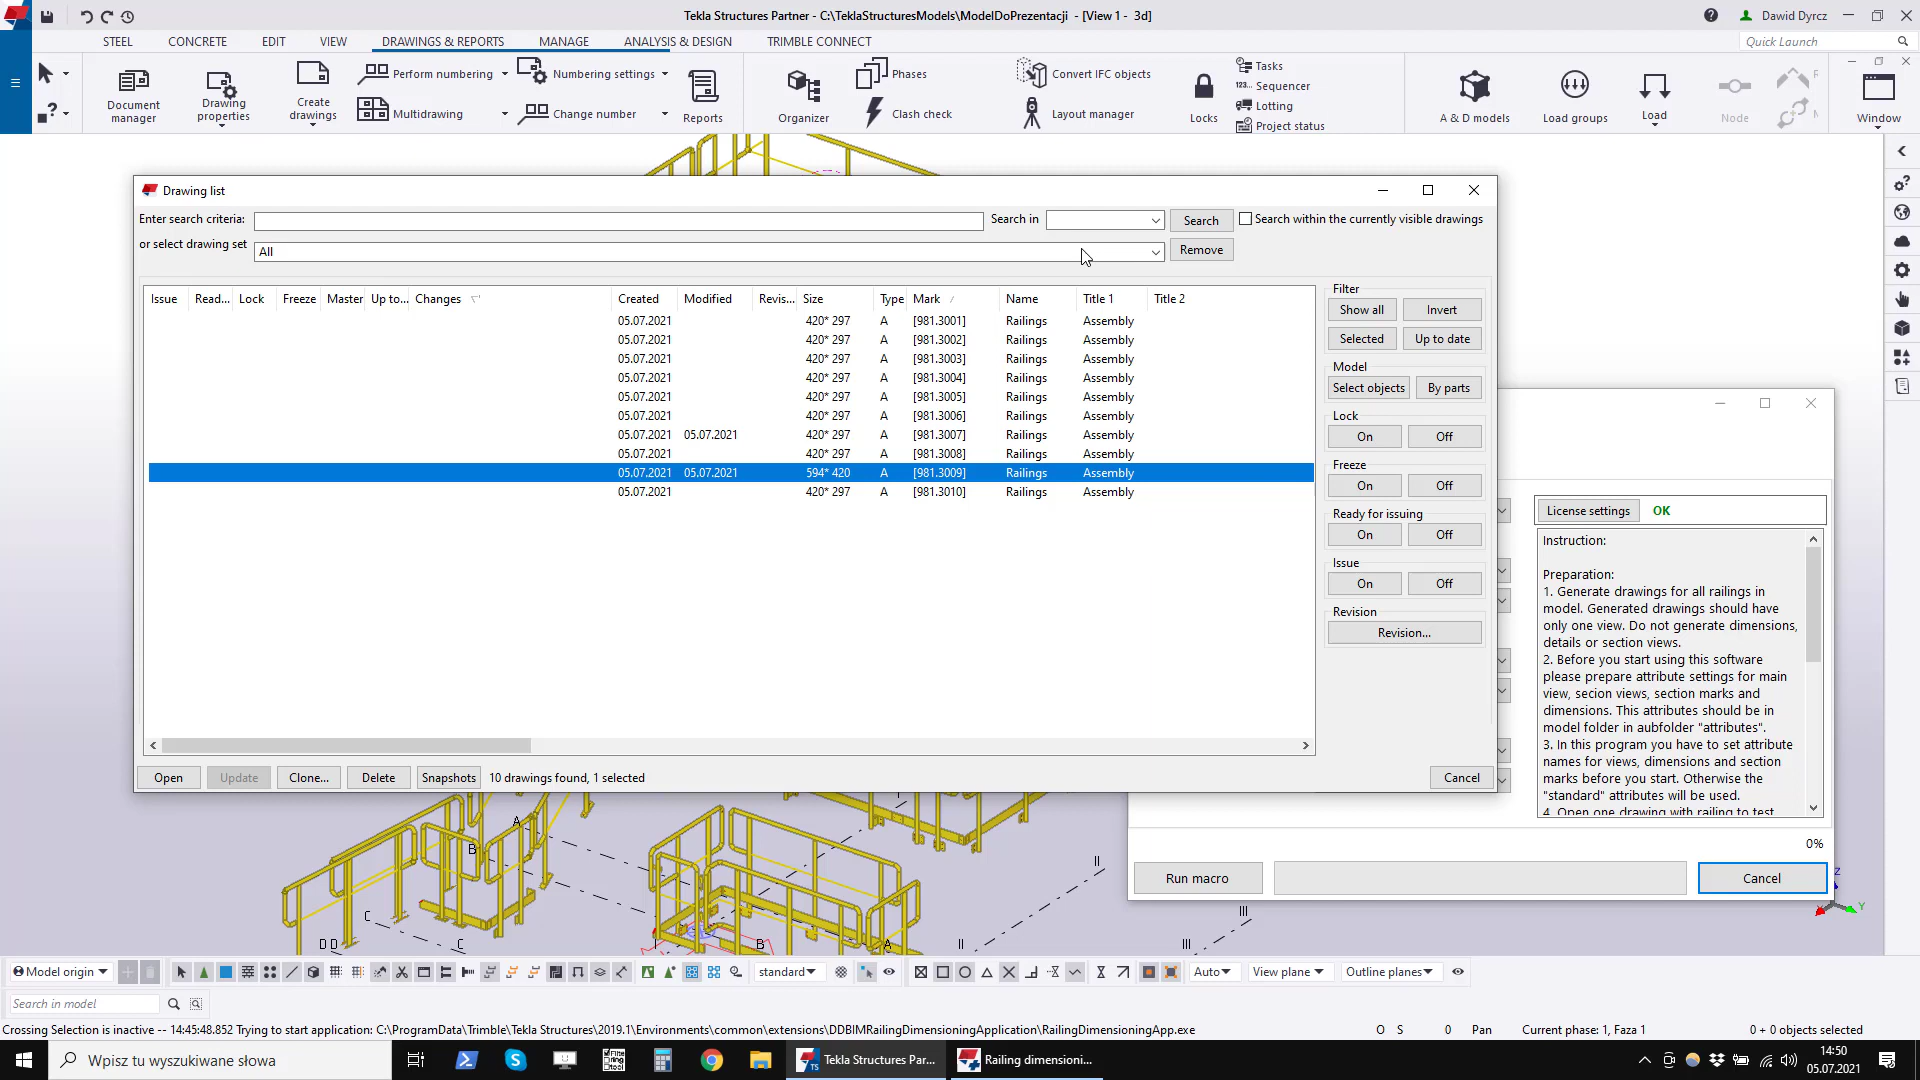 Tekla Structures Partner - C:\TeklaStructuresModels\ModelDoPrezentacji - [View 1 - 3d]
Dawid Dyrcz
STEEL CONCRETE EDIT VIEW DRAWINGS & REPORTS MANAGE ANALYSIS & DESIGN TRIMBLE CONNECT
Quick Launch
Document manager
Drawing properties
Create drawings
Perform numbering
Multidrawing
Numbering settings
Change number
Reports
Organizer
Phases
Clash check
Convert IFC objects
Layout manager
Locks
Tasks
123... Sequencer
Lotting
Project status
A & D models
Load groups
Load
Node
Window
Drawing list
Enter search criteria:
Search in
Search
Search within the currently visible drawings
or select drawing set
All
Remove
Issue Read... Lock Freeze Master Up to... Changes Created Modified Revis... Size Type Mark Name Title 1 Title 2
05.07.2021 420* 297 A [981.3001] Railings Assembly
05.07.2021 420* 297 A [981.3002] Railings Assembly
05.07.2021 420* 297 A [981.3003] Railings Assembly
05.07.2021 420* 297 A [981.3004] Railings Assembly
05.07.2021 420* 297 A [981.3005] Railings Assembly
05.07.2021 420* 297 A [981.3006] Railings Assembly
05.07.2021 05.07.2021 420* 297 A [981.3007] Railings Assembly
05.07.2021 420* 297 A [981.3008] Railings Assembly
05.07.2021 05.07.2021 594* 420 A [981.3009] Railings Assembly
05.07.2021 420* 297 A [981.3010] Railings Assembly
Filter
Show all Invert
Selected Up to date
Model
Select objects By parts
Lock
On Off
Freeze
On Off
Ready for issuing
On Off
Issue
On Off
Revision
Revision...
Open Update Clone... Delete Snapshots 10 drawings found, 1 selected Cancel
License settings OK
Instruction:
Preparation:
1. Generate drawings for all railings in
model. Generated drawings should have
only one view. Do not generate dimensions,
details or section views.
2. Before you start using this software
please prepare attribute settings for main
view, secion views, section marks and
dimensions. This attributes should be in
model folder in aubfolder "attributes".
3. In this program you have to set attribute
names for views, dimensions and section
marks before you start. Otherwise the
"standard" attributes will be used.
4. Open one drawing with railing to test
0%
Run macro Cancel
A
B
C
D D
C
I
B
A
II
II
III
III
Z
Y
Model origin
standard
Auto
View plane
Outline planes
Search in model
Crossing Selection is inactive -- 14:45:48.852 Trying to start application: C:\ProgramData\Trimble\Tekla Structures\2019.1\Environments\common\extensions\DDBIMRailingDimensioningApplication\RailingDimensioningApp.exe
O S 0 Pan Current phase: 1, Faza 1 0 + 0 objects selected
Wpisz tu wyszukiwane słowa
Tekla Structures Par...
Railing dimensioni...
14:50
05.07.2021